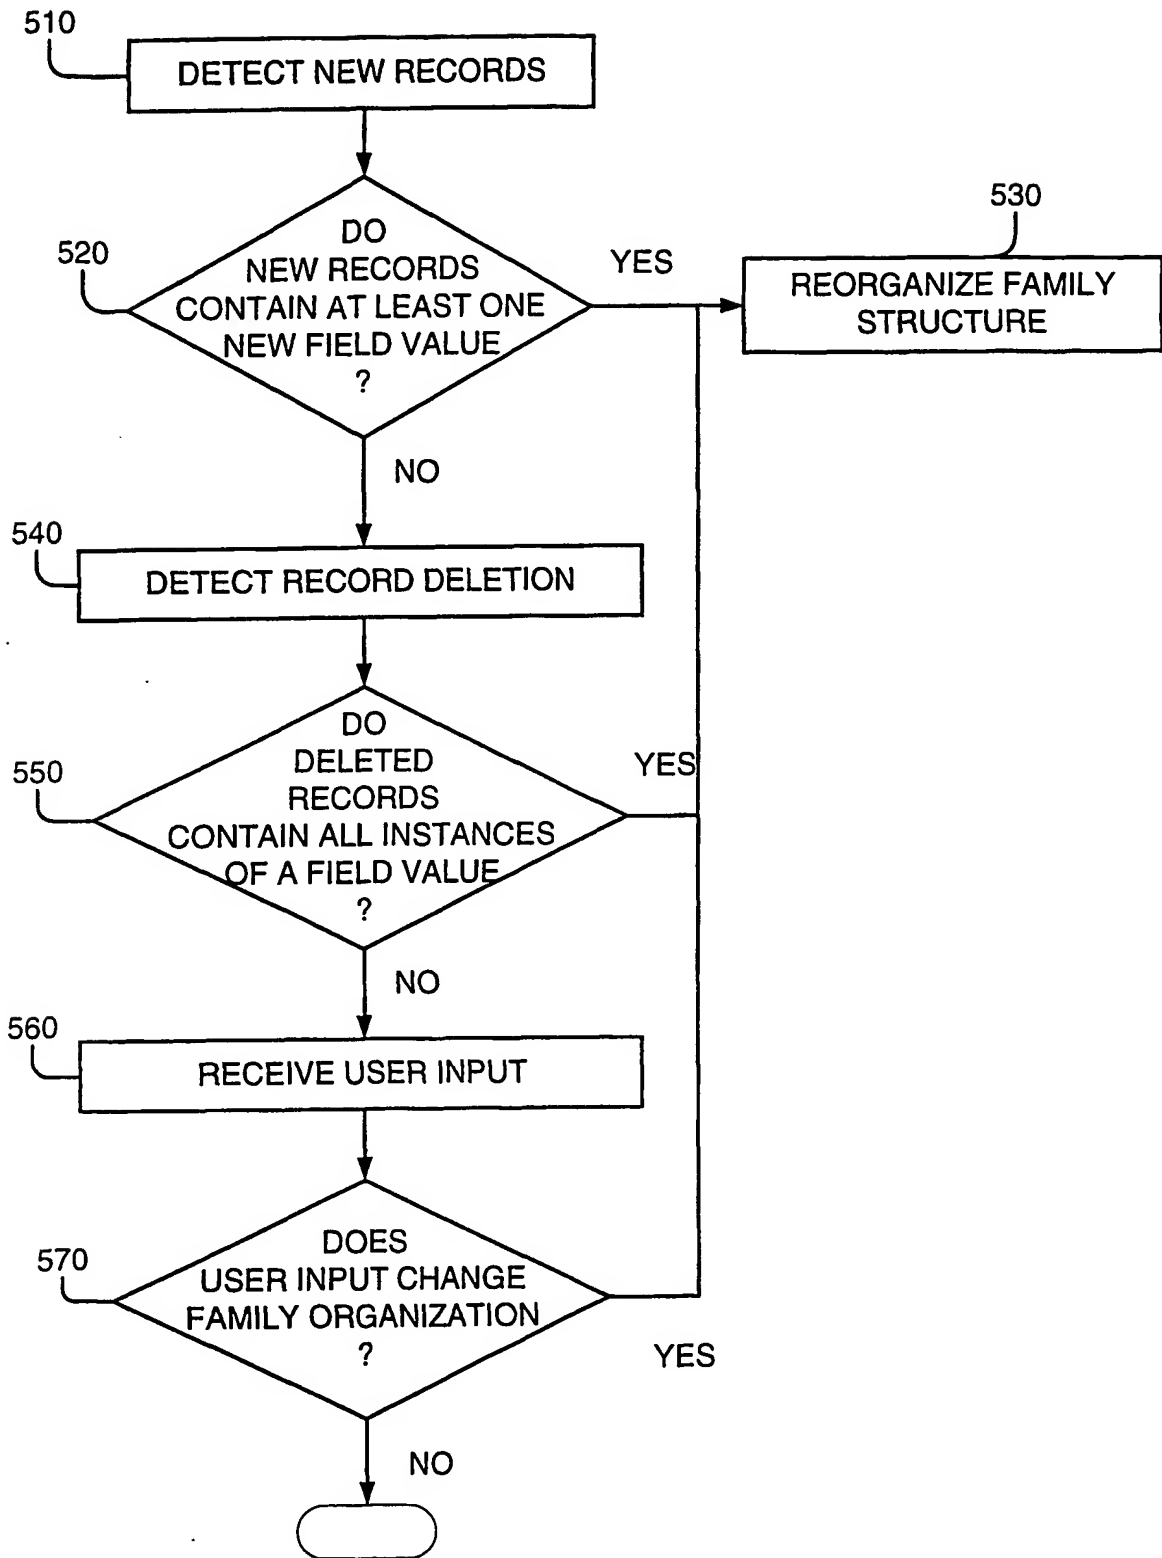 510
DETECT NEW RECORDS
520
DO
NEW RECORDS
CONTAIN AT LEAST ONE
NEW FIELD VALUE
?
YES
530
REORGANIZE FAMILY
STRUCTURE
NO
540
DETECT RECORD DELETION
550
DO
DELETED
RECORDS
CONTAIN ALL INSTANCES
OF A FIELD VALUE
?
YES
NO
560
RECEIVE USER INPUT
570
DOES
USER INPUT CHANGE
FAMILY ORGANIZATION
?
YES
NO